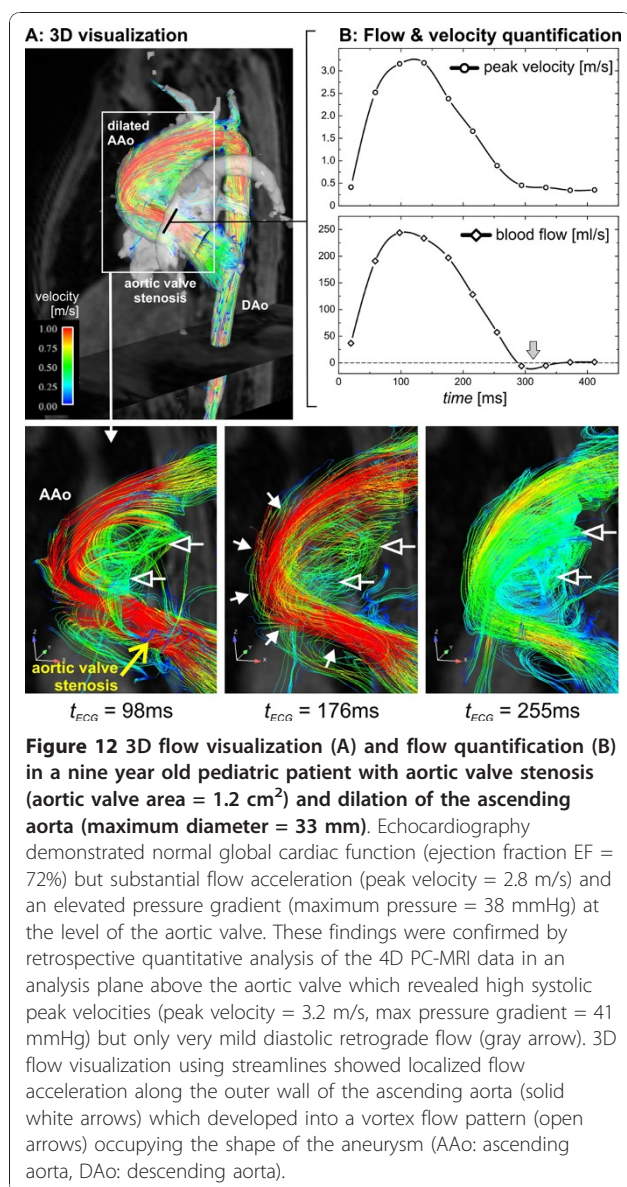 A: 3D visualization
B: Flow & velocity quantification
dilated
AAo
aortic valve
stenosis
DAo
velocity
[m/s]
1.00
0.75
0.50
0.25
0.00
peak velocity [m/s]
3.0
2.5
2.0
1.5
1.0
0.5
0.0
blood flow [ml/s]
250
200
150
100
50
0
0 100 200 300 400
time [ms]
AAo
aortic valve
stenosis
z
y
x
z
y
x
z
y
x
tECG = 98ms
tECG = 176ms
tECG = 255ms
Figure 12 3D flow visualization (A) and flow quantification (B)
in a nine year old pediatric patient with aortic valve stenosis
(aortic valve area = 1.2 cm²) and dilation of the ascending
aorta (maximum diameter = 33 mm). Echocardiography
demonstrated normal global cardiac function (ejection fraction EF =
72%) but substantial flow acceleration (peak velocity = 2.8 m/s) and
an elevated pressure gradient (maximum pressure = 38 mmHg) at
the level of the aortic valve. These findings were confirmed by
retrospective quantitative analysis of the 4D PC-MRI data in an
analysis plane above the aortic valve which revealed high systolic
peak velocities (peak velocity = 3.2 m/s, max pressure gradient = 41
mmHg) but only very mild diastolic retrograde flow (gray arrow). 3D
flow visualization using streamlines showed localized flow
acceleration along the outer wall of the ascending aorta (solid
white arrows) which developed into a vortex flow pattern (open
arrows) occupying the shape of the aneurysm (AAo: ascending
aorta, DAo: descending aorta).